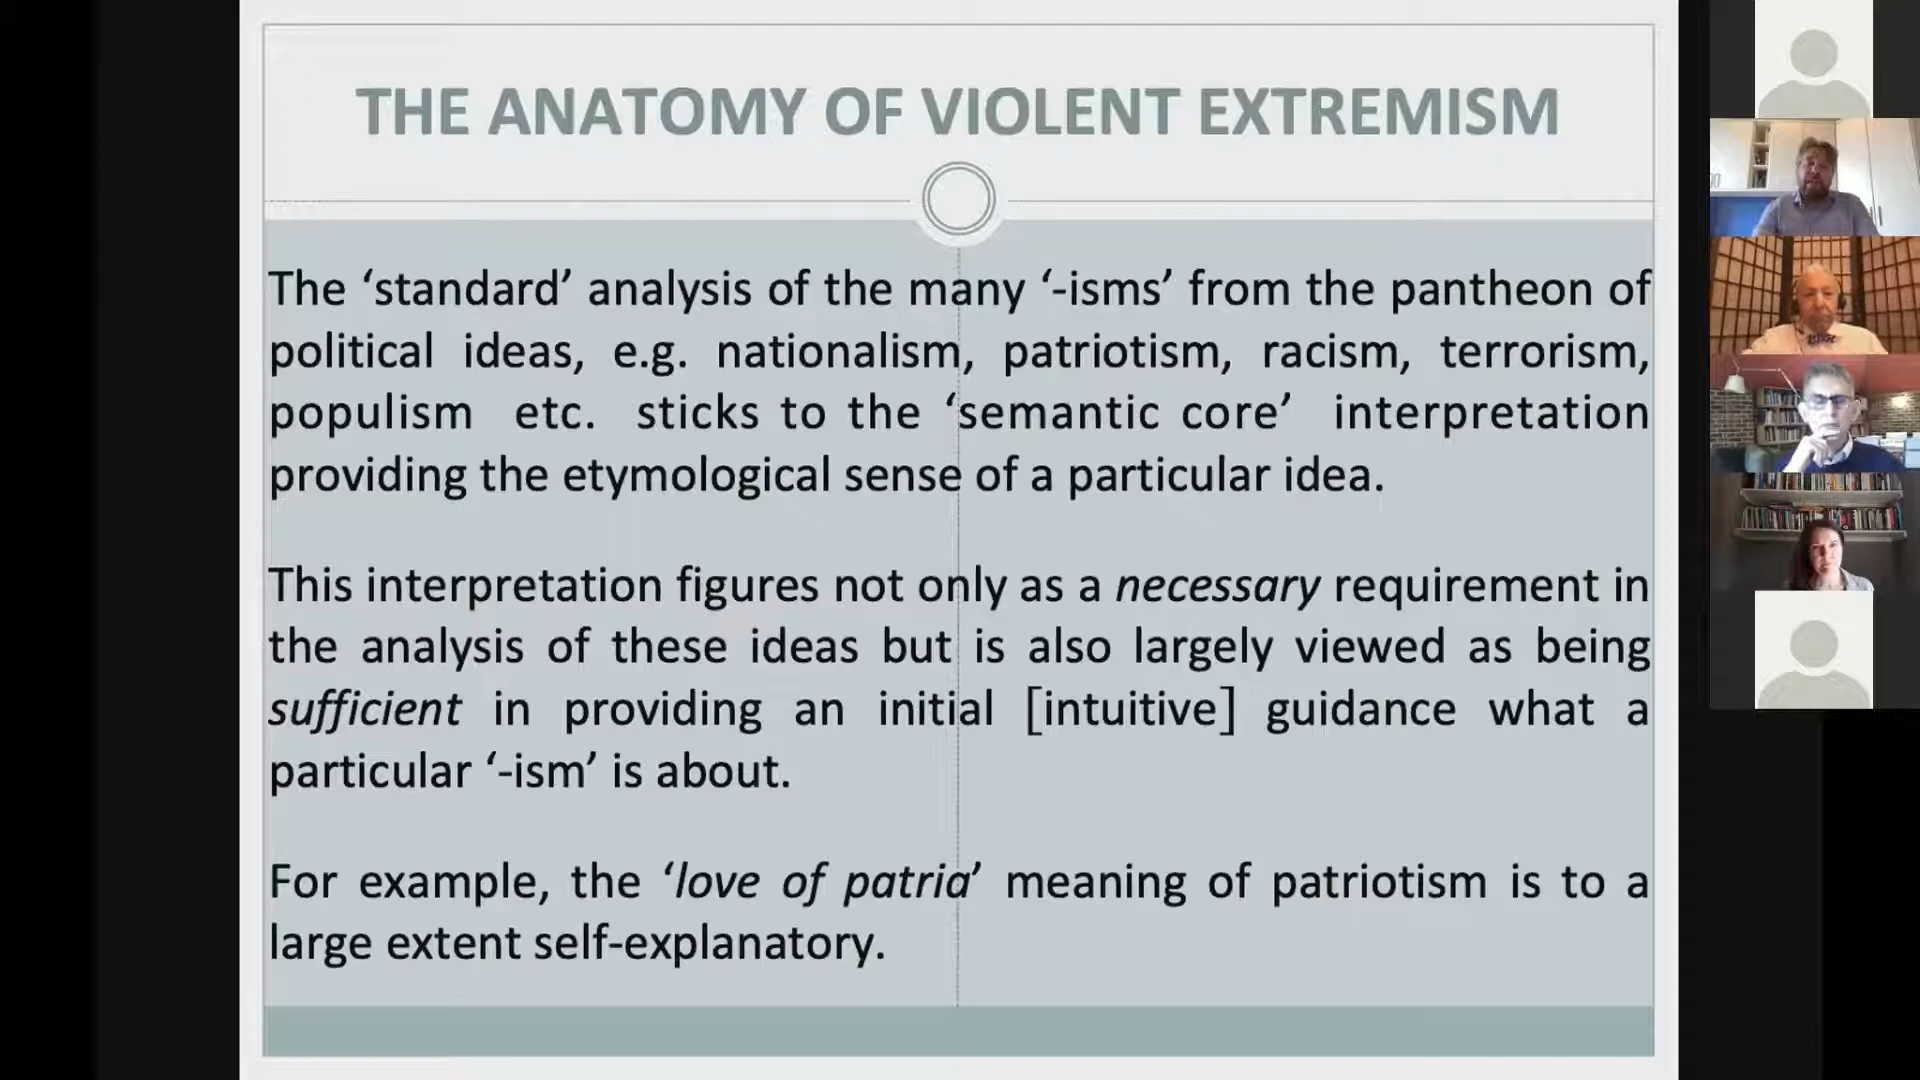 THE ANATOMY OF VIOLENT EXTREMISM
The ‘standard’ analysis of the many ‘-isms’ from the pantheon of
political ideas, e.g. nationalism, patriotism, racism, terrorism,
populism etc. sticks to the ‘semantic core’ interpretation
providing the etymological sense of a particular idea.
This interpretation figures not only as a necessary requirement in
the analysis of these ideas but is also largely viewed as being
sufficient in providing an initial [intuitive] guidance what a
particular ‘-ism’ is about.
For example, the ‘love of patria’ meaning of patriotism is to a
large extent self-explanatory.